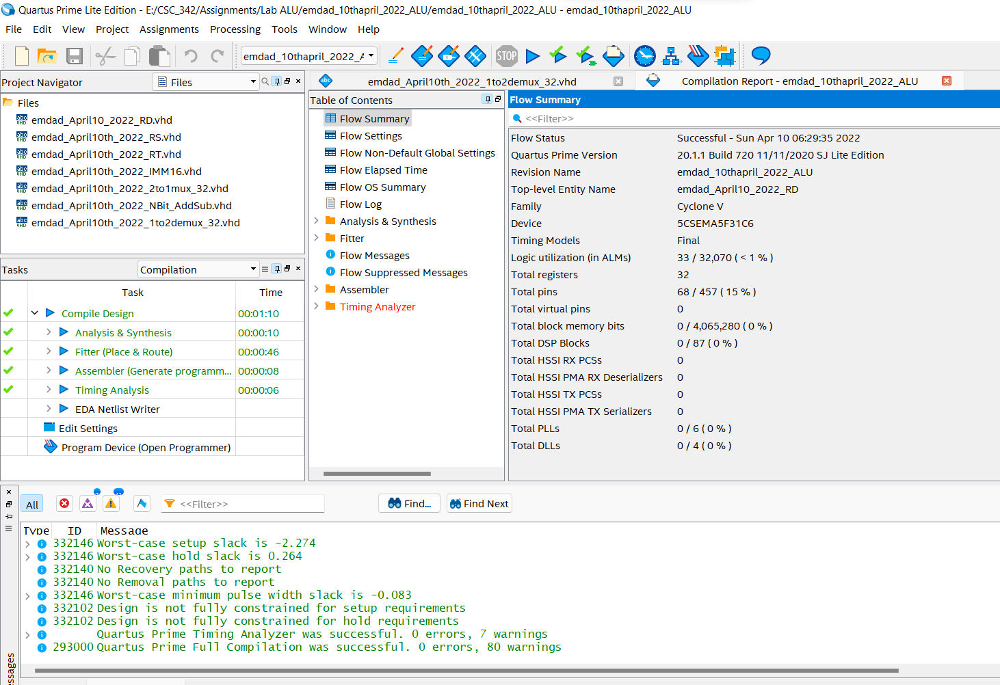 Quartus Prime Lite Edition - E:/CSC_342/Assignments/Lab ALU/emdad_10thapril_2022_ALU/emdad_10thapril_2022_ALU - emdad_10thapril_2022_ALU
File Edit View Project Assignments Processing Tools Window Help
emdad_10thapril_2022_A
STOP
Project Navigator
Files
Files
emdad_April10_2022_RD.vhd
emdad_April10th_2022_RS.vhd
emdad_April10th_2022_RT.vhd
emdad_April10th_2022_IMM16.vhd
emdad_April10th_2022_2to1mux_32.vhd
emdad_April10th_2022_NBit_AddSub.vhd
emdad_April10th_2022_1to2demux_32.vhd
Tasks
Compilation
Task Time
Compile Design 00:01:10
Analysis & Synthesis 00:00:10
Fitter (Place & Route) 00:00:46
Assembler (Generate programm... 00:00:08
Timing Analysis 00:00:06
EDA Netlist Writer
Edit Settings
Program Device (Open Programmer)
emdad_April10th_2022_1to2demux_32.vhd
Compilation Report - emdad_10thapril_2022_ALU
Table of Contents
Flow Summary
Flow Settings
Flow Non-Default Global Settings
Flow Elapsed Time
Flow OS Summary
Flow Log
Analysis & Synthesis
Fitter
Flow Messages
Flow Suppressed Messages
Assembler
Timing Analyzer
Flow Summary
<<Filter>>
Flow Status Successful - Sun Apr 10 06:29:35 2022
Quartus Prime Version 20.1.1 Build 720 11/11/2020 SJ Lite Edition
Revision Name emdad_10thapril_2022_ALU
Top-level Entity Name emdad_April10_2022_RD
Family Cyclone V
Device 5CSEMA5F31C6
Timing Models Final
Logic utilization (in ALMs) 33 / 32,070 ( < 1 % )
Total registers 32
Total pins 68 / 457 ( 15 % )
Total virtual pins 0
Total block memory bits 0 / 4,065,280 ( 0 % )
Total DSP Blocks 0 / 87 ( 0 % )
Total HSSI RX PCSs 0
Total HSSI PMA RX Deserializers 0
Total HSSI TX PCSs 0
Total HSSI PMA TX Serializers 0
Total PLLs 0 / 6 ( 0 % )
Total DLLs 0 / 4 ( 0 % )
All
<<Filter>>
Find...
Find Next
Type ID Message
332146 Worst-case setup slack is -2.274
332146 Worst-case hold slack is 0.264
332140 No Recovery paths to report
332140 No Removal paths to report
332146 Worst-case minimum pulse width slack is -0.083
332102 Design is not fully constrained for setup requirements
332102 Design is not fully constrained for hold requirements
Quartus Prime Timing Analyzer was successful. 0 errors, 7 warnings
293000 Quartus Prime Full Compilation was successful. 0 errors, 80 warnings